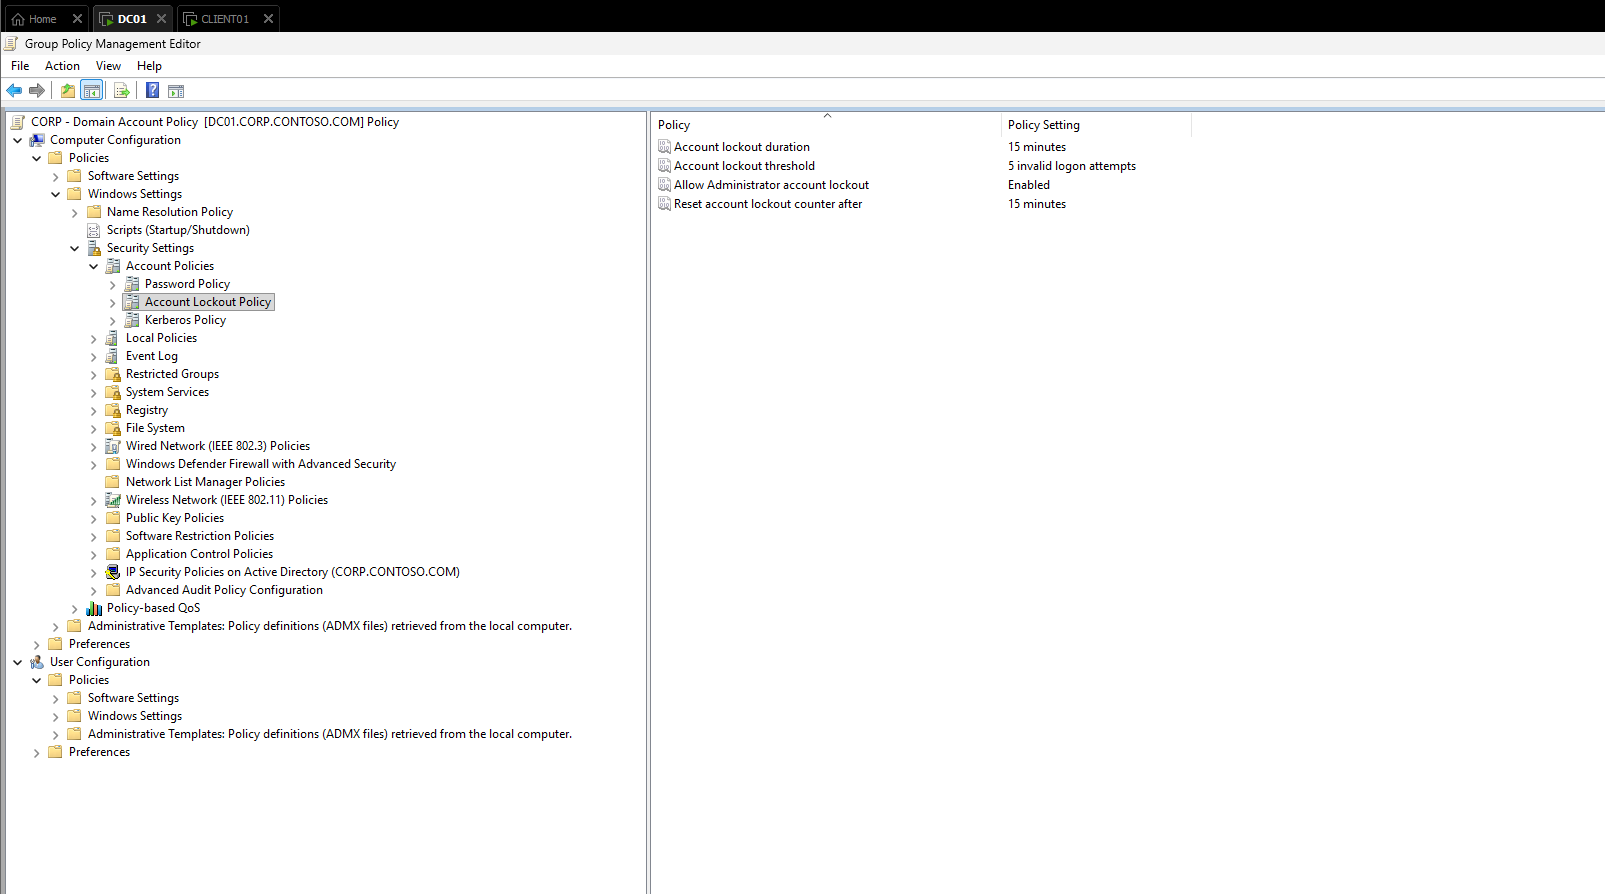 Home
DC01
CLIENT01
Group Policy Management Editor
File Action View Help
CORP - Domain Account Policy [DC01.CORP.CONTOSO.COM] Policy
Computer Configuration
Policies
Software Settings
Windows Settings
Name Resolution Policy
Scripts (Startup/Shutdown)
Security Settings
Account Policies
Password Policy
Account Lockout Policy
Kerberos Policy
Local Policies
Event Log
Restricted Groups
System Services
Registry
File System
Wired Network (IEEE 802.3) Policies
Windows Defender Firewall with Advanced Security
Network List Manager Policies
Wireless Network (IEEE 802.11) Policies
Public Key Policies
Software Restriction Policies
Application Control Policies
IP Security Policies on Active Directory (CORP.CONTOSO.COM)
Advanced Audit Policy Configuration
Policy-based QoS
Administrative Templates: Policy definitions (ADMX files) retrieved from the local computer.
Preferences
User Configuration
Policies
Software Settings
Windows Settings
Administrative Templates: Policy definitions (ADMX files) retrieved from the local computer.
Preferences
Policy Policy Setting
Account lockout duration 15 minutes
Account lockout threshold 5 invalid logon attempts
Allow Administrator account lockout Enabled
Reset account lockout counter after 15 minutes